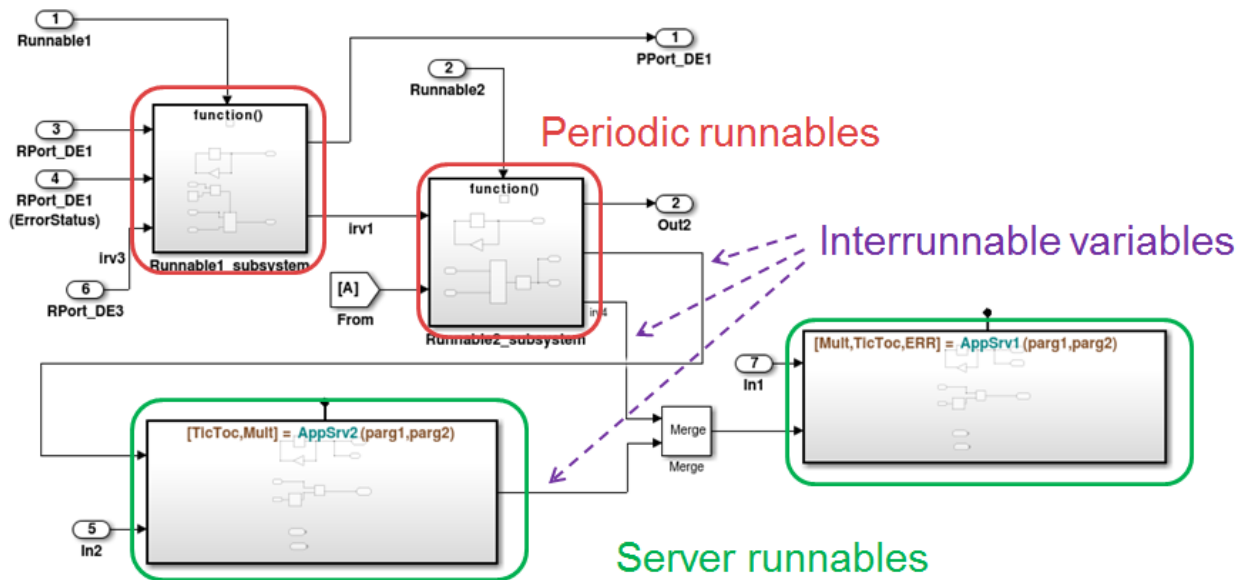 1
Runnable1
1
PPort_DE1
2
Runnable2
Periodic runnables
function()
3
RPort_DE1
4
RPort_DE1
(ErrorStatus)
irv3
6
RPort_DE3
Runnable1_subsystem
irv1
function()
2
Out2
[A]
From
irv4
Runnable2_subsystem
Interrunnable variables
[Mult,TicToc,ERR] = AppSrv1(parg1,parg2)
7
In1
[TicToc,Mult] = AppSrv2(parg1,parg2)
Merge
Merge
5
In2
Server runnables